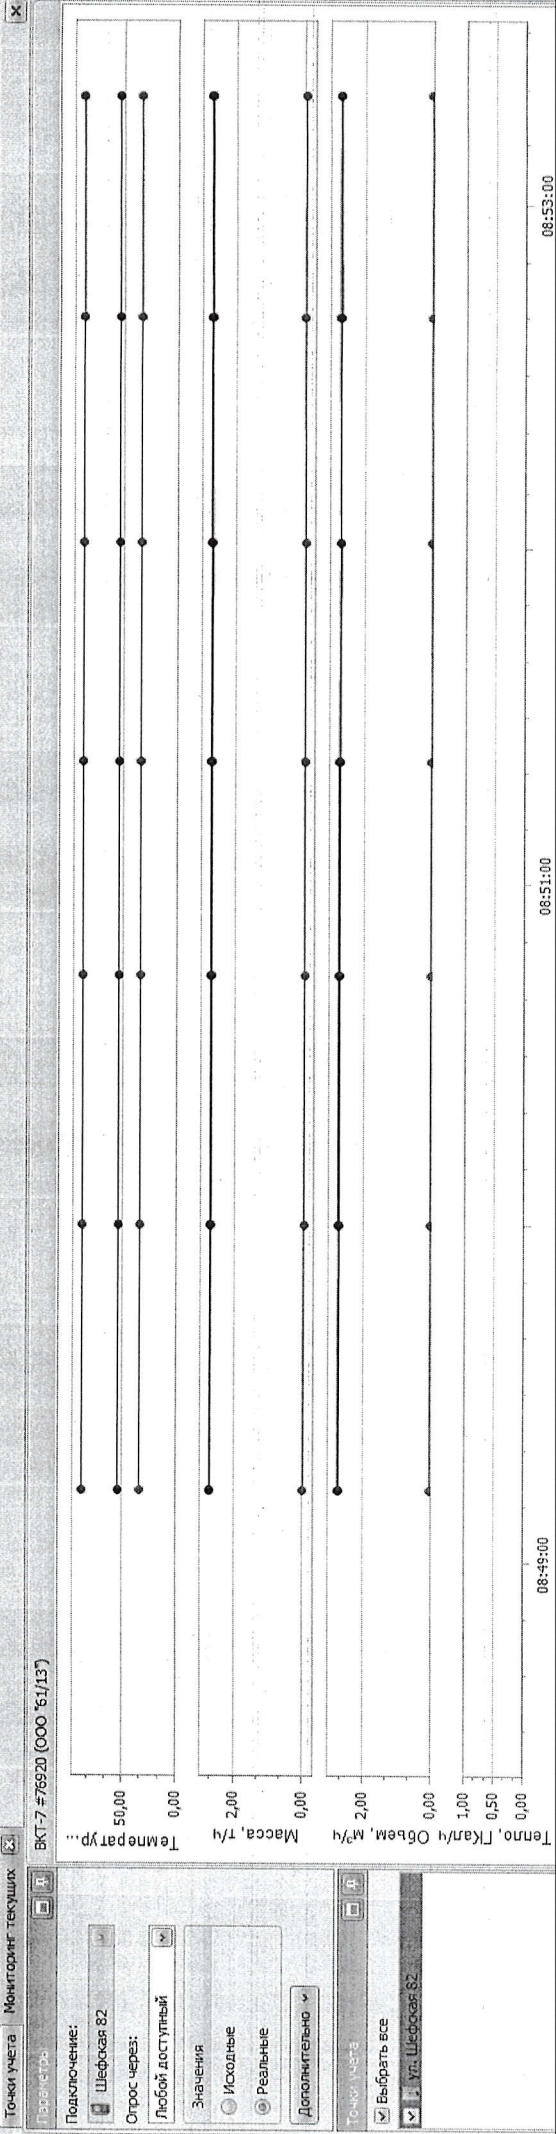 Точки учета Мониторинг текущих
Параметры
Подключение:
Шефская 82
Опрос через:
Любой доступный
Значения
Исходные
Реальные
Дополнительно
Точки учета
Выбрать все
ул. Шефская 82
ВКТ-7 #76920 (ООО "61/13")
Температур...
50,00
0,00
Масса, т/ч
2,00
0,00
Объем, м³/ч
2,00
0,00
Тепло, ГКал/ч
1,00
0,50
0,00
08:49:00
08:51:00
08:53:00